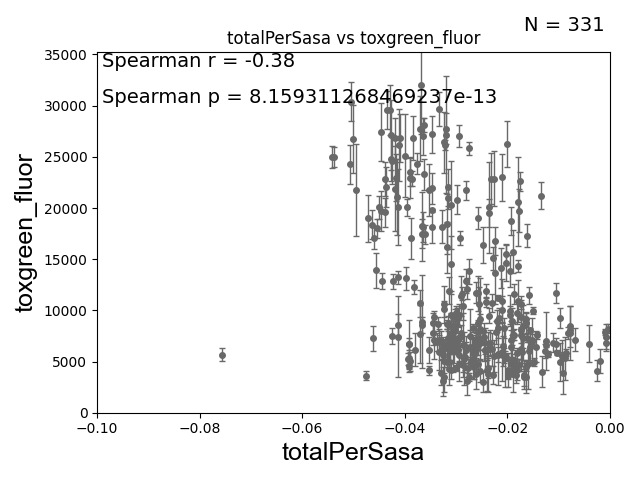 N = 331
totalPerSasa vs toxgreen_fluor
Spearman r = -0.38
Spearman p = 8.159311268469237e-13
35000
30000
25000
20000
15000
10000
5000
0
toxgreen_fluor
−0.10 −0.08 −0.06 −0.04 −0.02 0.00
totalPerSasa